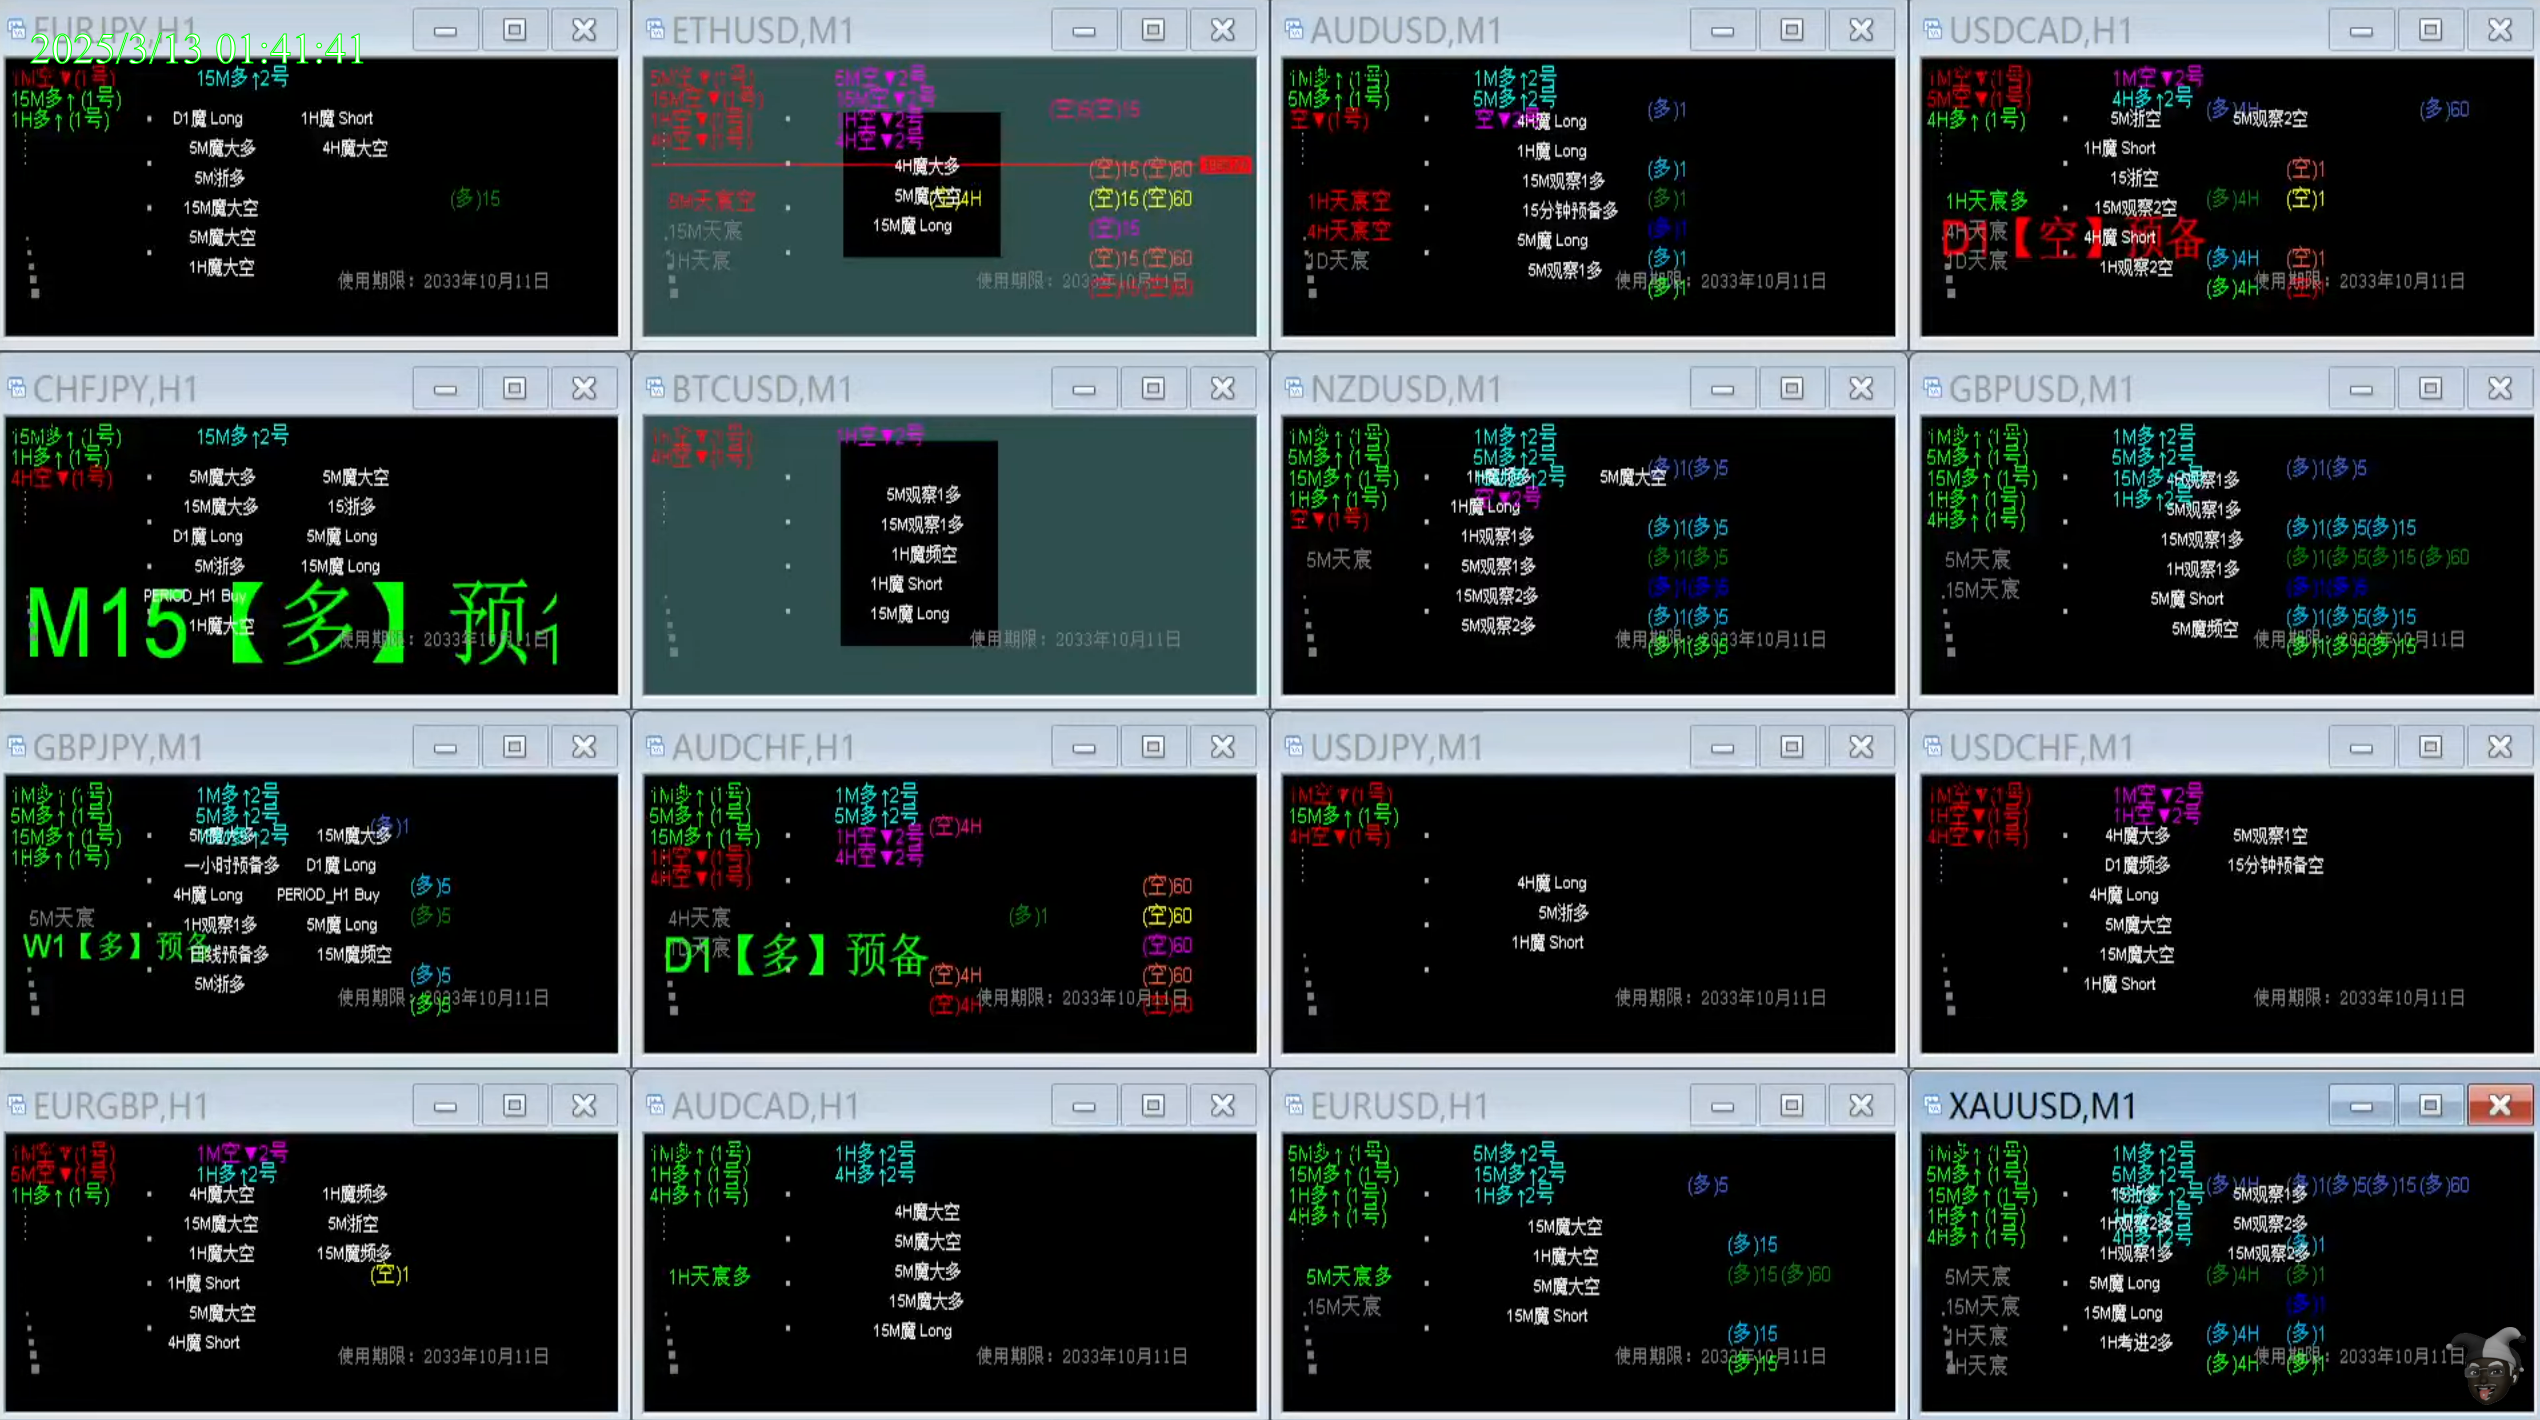 2025/3/13 01:41:41
EURJPY,H1
1M空▼(1号)
15M多↑2号
15M多↑(1号)
1H多↑(1号)
D1魔 Long
1H魔 Short
5M魔大多
4H魔大空
5M浙多
(多)15
15M魔大空
5M魔大空
1H魔大空
使用期限：2033年10月11日
ETHUSD,M1
5M空▼(1号)
5M空▼2号
15M空▼(1号)
15M空▼2号
1H空▼(1号)
1H空▼2号
4H空▼2号
4H魔大多
(空)15(空)60
5M魔大空
(空)4H
(空)15(空)60
15M魔 Long
(空)15
15M天宸
1H天宸
(空)15(空)60
AUDUSD,M1
1M多↑(1号)
1M多↑2号
5M多↑(1号)
5M多↑2号
(多)1
空▼(1号)
4H魔 Long
1H魔 Long
(多)1
15M观察1多
1H天宸空
(多)1
15分钟预备多
4H天宸空
(多)1
5M魔 Long
1D天宸
(多)1
5M观察1多
使用期限：2033年10月11日
(多)1
USDCAD,H1
1M空▼(1号)
1M空▼2号
5M空▼(1号)
4H多↑2号
4H多↑(1号)
5M浙空
(多)4H
5M观察2空
(多)60
1H魔 Short
15浙空
(空)1
1H天宸多
15M观察2空
(多)4H
(空)1
4H天宸
4H魔 Short
D1【空】预备
1D天宸
1H观察2空
(多)4H
(空)1
(多)4H
(空)1
使用期限：2033年10月11日
CHFJPY,H1
15M多↑(1号)
15M多↑2号
1H多↑(1号)
4H空▼(1号)
5M魔大多
5M魔大空
15M魔大多
15浙多
D1魔 Long
5M魔 Long
5M浙多
15M魔 Long
PERIOD_H1 Buy
M15【多】预
1H魔大空
使用期限：2033年10月11日
BTCUSD,M1
1H空▼(1号)
1H空▼2号
4H空▼(1号)
5M观察1多
15M观察1多
1H魔频空
1H魔 Short
15M魔 Long
使用期限：2033年10月11日
NZDUSD,M1
1M多↑(1号)
1M多↑2号
5M多↑(1号)
5M多↑2号
(多)1(多)5
15M多↑(1号)
1H魔频多
5M魔大空
1H多↑(1号)
1H魔 Long
空▼(1号)
1H观察1多
(多)1(多)5
5M天宸
5M观察1多
(多)1(多)5
15M观察2多
(多)1(多)5
5M观察2多
(多)1(多)5
使用期限：2033年10月11日
(多)1(多)5
GBPUSD,M1
1M多↑(1号)
1M多↑2号
5M多↑(1号)
5M多↑2号
(多)1(多)5
15M多↑(1号)
4H观察1多
1H多↑(1号)
1H多↑2号
5M观察1多
4H多↑(1号)
15M观察1多
(多)1(多)5(多)15
5M天宸
1H观察1多
(多)1(多)5(多)15(多)60
15M天宸
5M魔 Short
(多)1(多)5
5M魔频空
(多)1(多)5(多)15
使用期限：2033年10月11日
(多)1(多)5(多)15
GBPJPY,M1
1M多↑(1号)
1M多↑2号
5M多↑(1号)
5M多↑2号
(多)1
15M多↑(1号)
5M魔大多
15M魔大多
1H多↑(1号)
一小时预备多
D1魔 Long
4H魔 Long
PERIOD_H1 Buy
(多)5
5M天宸
1H观察1多
5M魔 Long
(多)5
W1【多】预备
日线预备多
15M魔频空
5M浙多
(多)5
使用期限：2033年10月11日
(多)5
AUDCHF,H1
1M多↑(1号)
1M多↑2号
5M多↑(1号)
5M多↑2号
(空)4H
15M多↑(1号)
1H空▼2号
1H空▼(1号)
4H空▼2号
4H空▼(1号)
(空)60
4H天宸
(多)1
(空)60
1D天宸
(空)60
D1【多】预备
(空)4H
(空)60
(空)4H
使用期限：2033年10月11日
(空)60
USDJPY,M1
1M空▼(1号)
15M多↑(1号)
4H空▼(1号)
4H魔 Long
5M浙多
1H魔 Short
使用期限：2033年10月11日
USDCHF,M1
1M空▼(1号)
1M空▼2号
1H空▼(1号)
1H空▼2号
4H空▼(1号)
4H魔大多
5M观察1空
D1魔频多
15分钟预备空
4H魔 Long
5M魔大空
15M魔大空
1H魔 Short
使用期限：2033年10月11日
EURGBP,H1
1M空▼(1号)
1M空▼2号
5M空▼(1号)
1H多↑2号
1H多↑(1号)
4H魔大空
1H魔频多
15M魔大空
5M浙空
1H魔大空
15M魔频多
(空)1
1H魔 Short
5M魔大空
4H魔 Short
使用期限：2033年10月11日
AUDCAD,H1
1M多↑(1号)
1H多↑2号
1H多↑(1号)
4H多↑2号
4H多↑(1号)
4H魔大空
5M魔大空
1H天宸多
5M魔大多
15M魔大多
15M魔 Long
使用期限：2033年10月11日
EURUSD,H1
5M多↑(1号)
5M多↑2号
15M多↑(1号)
15M多↑2号
(多)5
1H多↑(1号)
1H多↑2号
4H多↑(1号)
15M魔大空
(多)15
1H魔大空
5M天宸多
5M魔大空
(多)15(多)60
15M天宸
15M魔 Short
(多)15
使用期限：2033年10月11日
(多)15
XAUUSD,M1
1M多↑(1号)
1M多↑2号
5M多↑(1号)
5M多↑2号
(多)4H
(多)1(多)5(多)15(多)60
15M多↑(1号)
15浙多
5M观察1多
1H多↑(1号)
1H观察2多
5M观察2多
4H多↑(1号)
4H多↑2号
(多)1
1H观察1多
15M观察2多
5M天宸
5M魔 Long
(多)4H
(多)1
15M天宸
15M魔 Long
(多)1
1H天宸
1H考进2多
(多)4H
(多)1
4H天宸
(多)4H
(多)1
使用期限：2033年10月11日